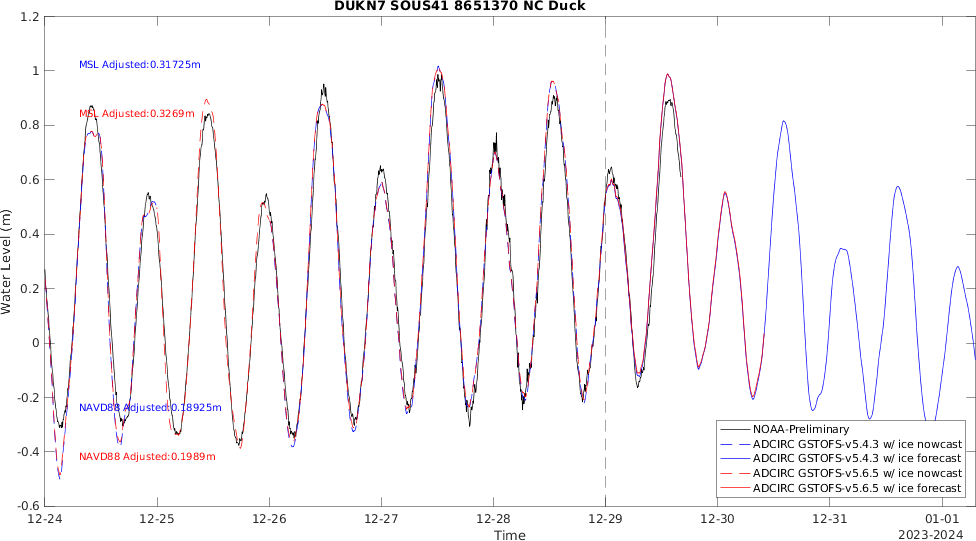 DUKN7 SOUS41 8651370 NC Duck
1.2
1
0.8
0.6
0.4
0.2
0
-0.2
-0.4
-0.6
Water Level (m)
MSL Adjusted:0.31725m
MSL Adjusted:0.3269m
NAVD88 Adjusted:0.18925m
NAVD88 Adjusted:0.1989m
NOAA-Preliminary
ADCIRC GSTOFS-v5.4.3 w/ ice nowcast
ADCIRC GSTOFS-v5.4.3 w/ ice forecast
ADCIRC GSTOFS-v5.6.5 w/ ice nowcast
ADCIRC GSTOFS-v5.6.5 w/ ice forecast
12-24 12-25 12-26 12-27 12-28 12-29 12-30 12-31 01-01
Time
2023-2024